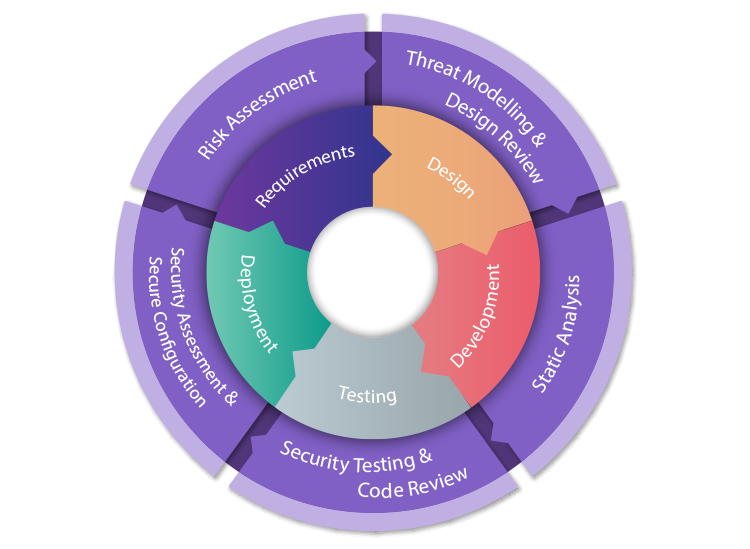 Risk Assessment
Threat Modelling &
Design Review
Static Analysis
Security Testing &
Code Review
Security Assessment &
Secure Configuration
Requirements
Design
Development
Testing
Deployment